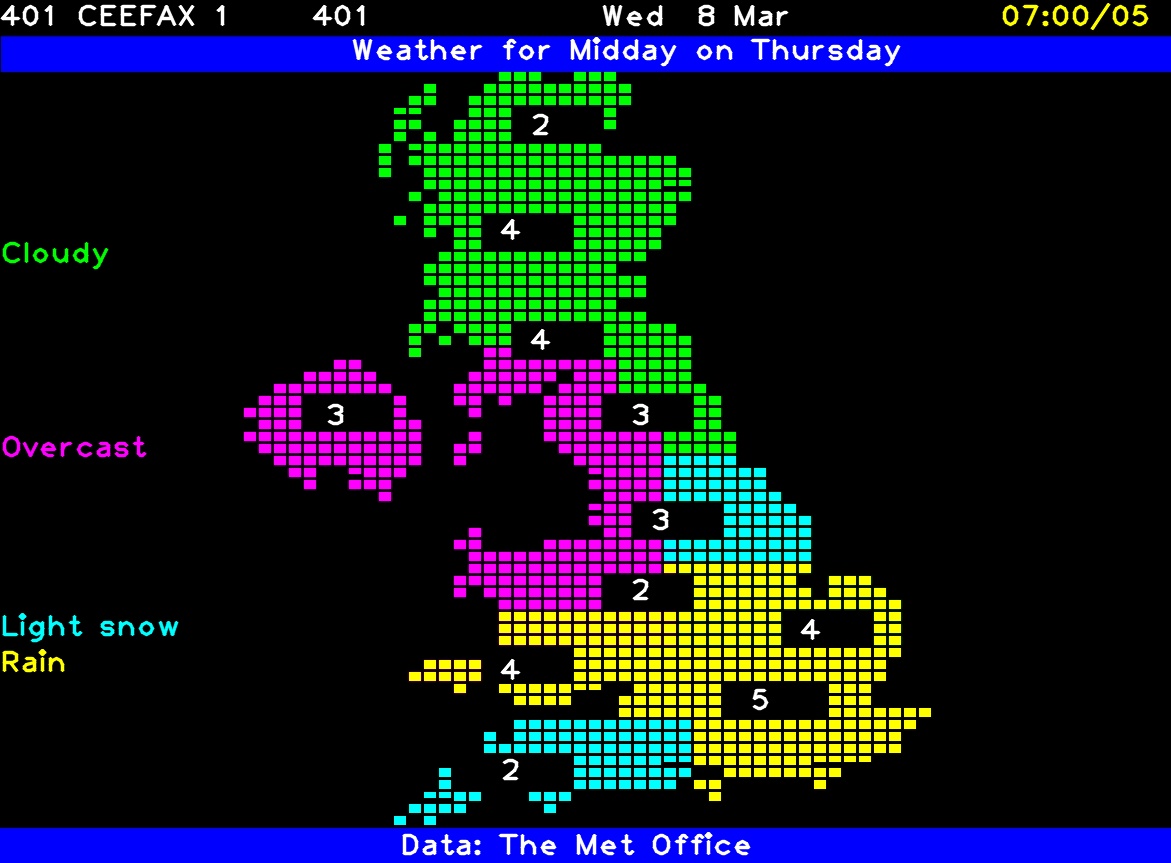 401 CEEFAX 1 401 Wed 8 Mar 07:00/05
Weather for Midday on Thursday
2
4
Cloudy
4
3 3
Overcast
3
2
Light snow 4
Rain 4
5
2
Data: The Met Office